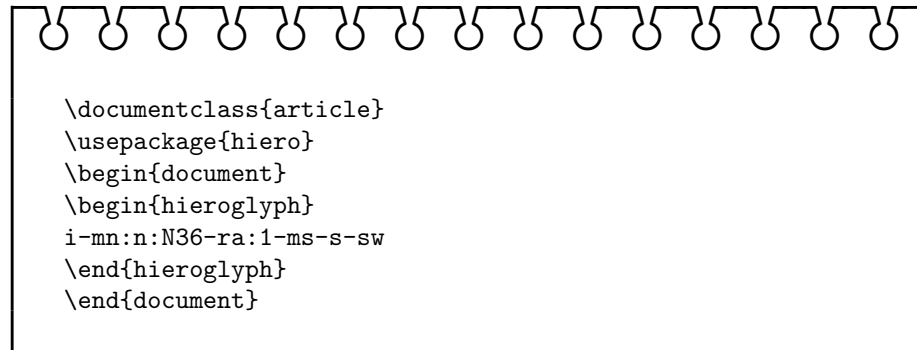 \documentclass{article}
\usepackage{hiero}
\begin{document}
\begin{hieroglyph}
i-mn:n:N36-ra:1-ms-s-sw
\end{hieroglyph}
\end{document}